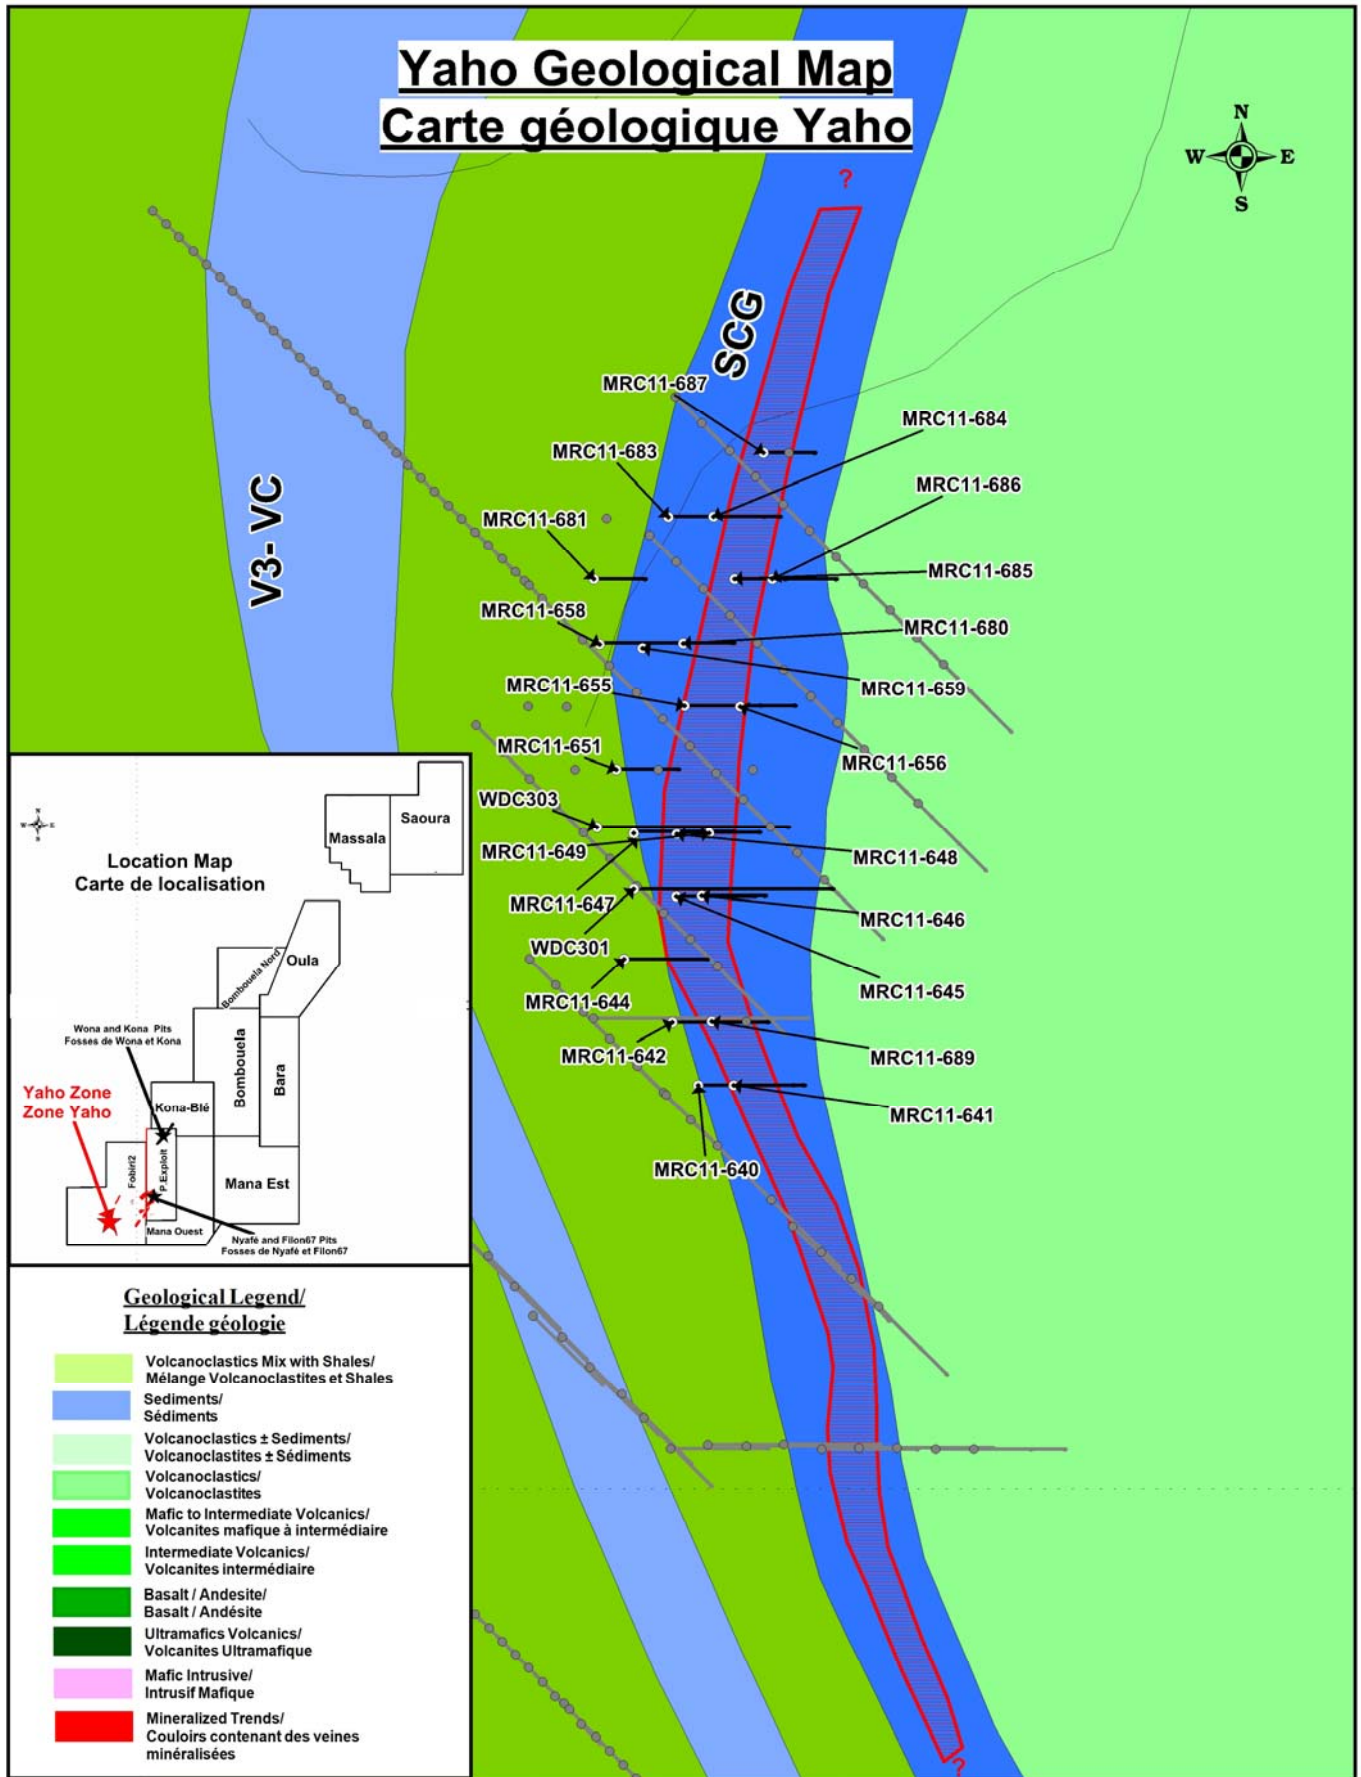 Yaho Geological Map
Carte géologique Yaho
N
W E
S
?
SCG
V3- VC
MRC11-687
MRC11-684
MRC11-683
MRC11-686
MRC11-681
MRC11-685
MRC11-658
MRC11-680
MRC11-655
MRC11-659
MRC11-651
MRC11-656
WDC303
MRC11-649
MRC11-648
MRC11-647
MRC11-646
WDC301
MRC11-644
MRC11-645
MRC11-642
MRC11-689
MRC11-641
MRC11-640
?
N
W E
S
Location Map
Carte de localisation
Massala
Saoura
Oula
Bombouela Nord
Bombouela
Bara
Wona and Kona Pits
Fosses de Wona et Kona
Yaho Zone
Zone Yaho
Kona-Blé
Fobiri2
P.Exploit
Mana Est
Mana Ouest
Nyafé and Filon67 Pits
Fosses de Nyafé et Filon67
Geological Legend/
Légende géologie
Volcanoclastics Mix with Shales/
Mélange Volcanoclastites et Shales
Sediments/
Sédiments
Volcanoclastics ± Sediments/
Volcanoclastites ± Sédiments
Volcanoclastics/
Volcanoclastites
Mafic to Intermediate Volcanics/
Volcanites mafique à intermédiaire
Intermediate Volcanics/
Volcanites intermédiaire
Basalt / Andesite/
Basalt / Andésite
Ultramafics Volcanics/
Volcanites Ultramafique
Mafic Intrusive/
Intrusif Mafique
Mineralized Trends/
Couloirs contenant des veines
minéralisées